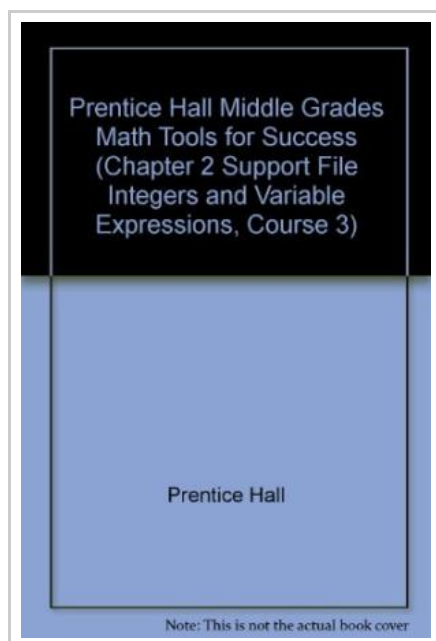 Prentice Hall Middle Grades
Math Tools for Success
(Chapter 2 Support File
Integers and Variable
Expressions, Course 3)
Prentice Hall
Note: This is not the actual book cover